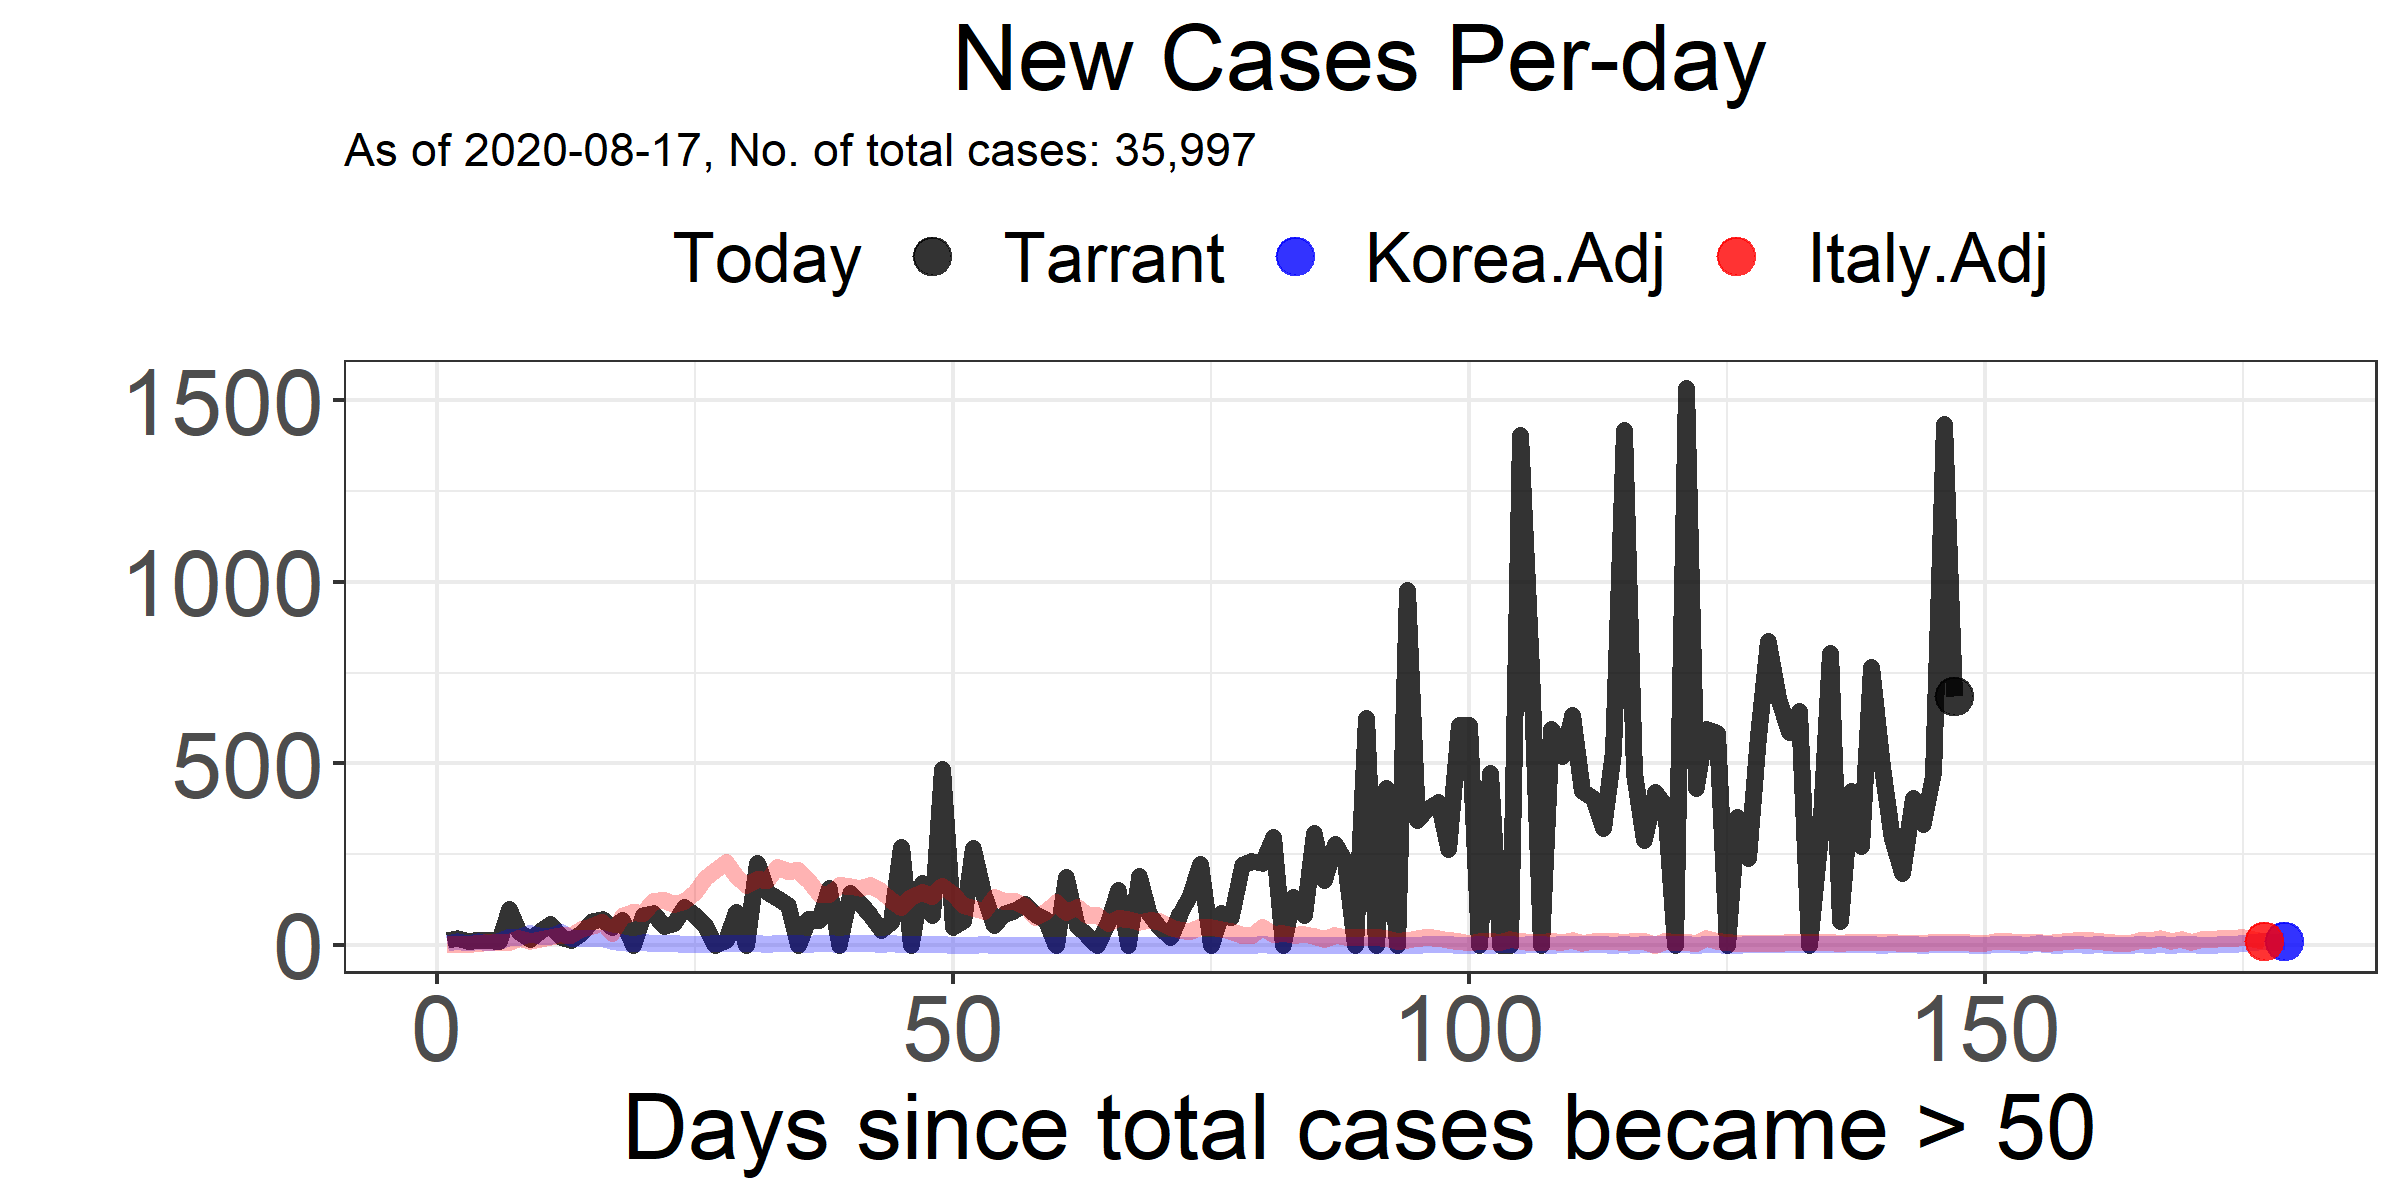 New Cases Per-day
As of 2020-08-17, No. of total cases: 35,997
Today Tarrant Korea.Adj Italy.Adj
1500
1000
500
0
0 50 100 150
Days since total cases became > 50